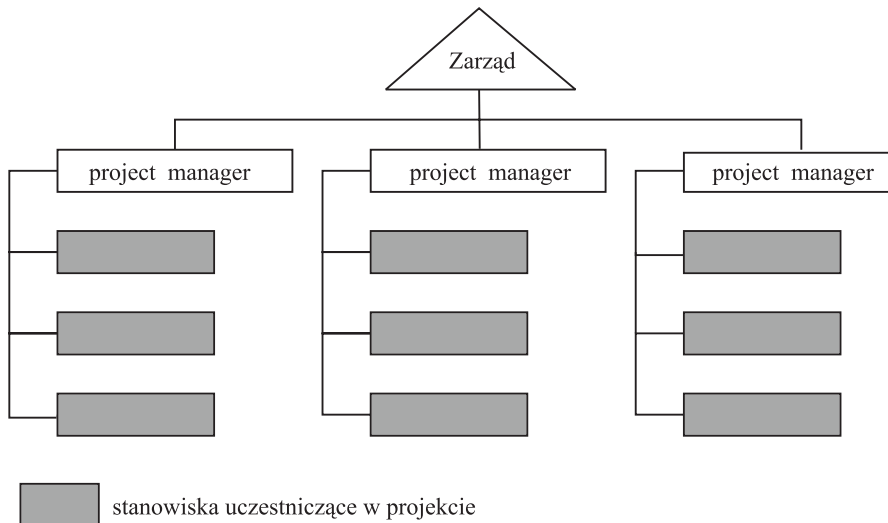 Zarząd
project manager
project manager
project manager
stanowiska uczestniczące w projekcie